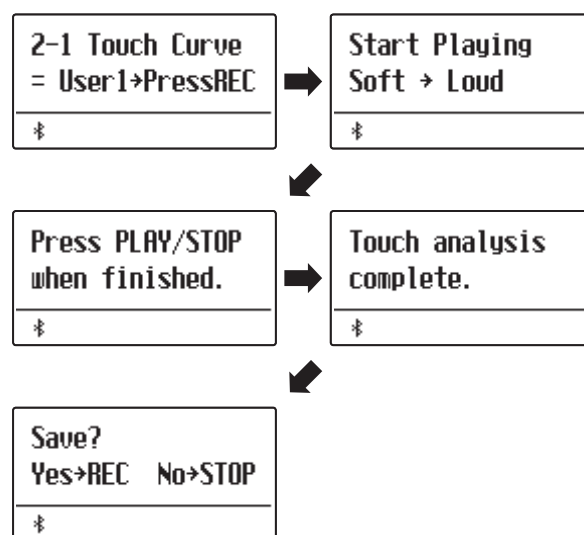 2-1 Touch Curve
= User1→PressREC
Start Playing
Soft → Loud
Press PLAY/STOP
when finished.
Touch analysis
complete.
Save?
Yes→REC No→STOP